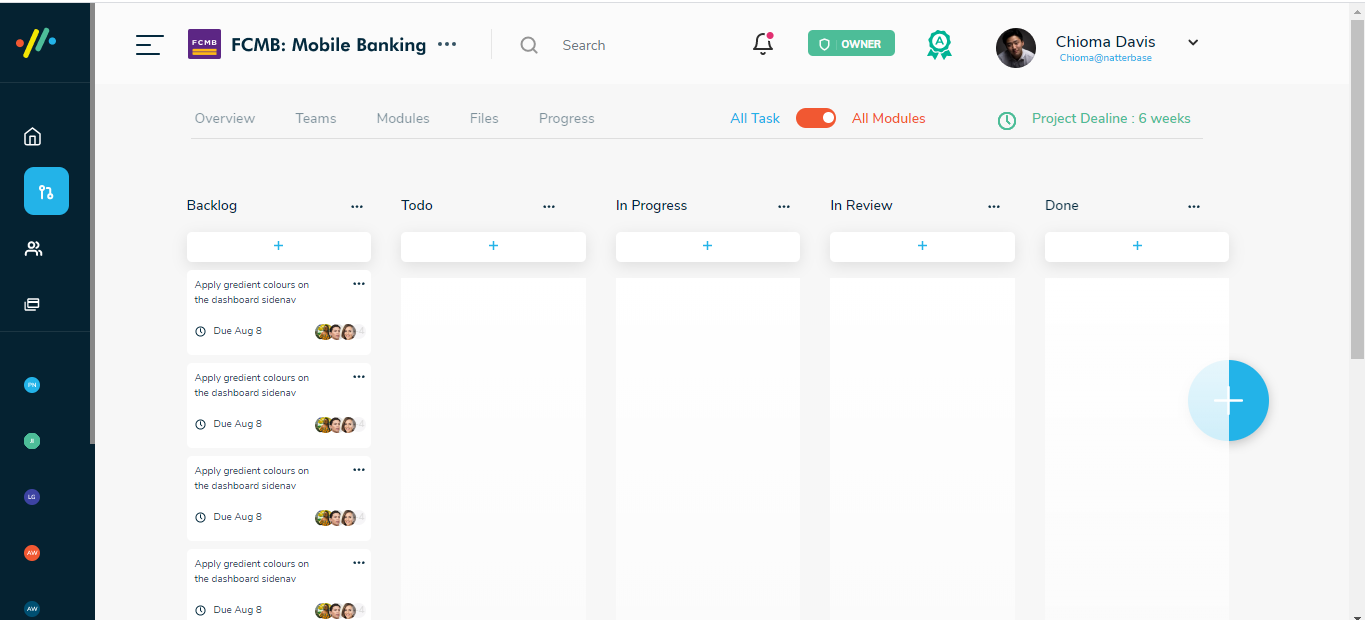 FCMB
FCMB: Mobile Banking
Search
OWNER
A
Chioma Davis
Chioma@natterbase
Overview
Teams
Modules
Files
Progress
All Task
All Modules
Project Dealine : 6 weeks
Backlog
Todo
In Progress
In Review
Done
+
+
+
+
+
Apply gredient colours on
the dashboard sidenav
Due Aug 8
Apply gredient colours on
the dashboard sidenav
Due Aug 8
Apply gredient colours on
the dashboard sidenav
Due Aug 8
Apply gredient colours on
the dashboard sidenav
Due Aug 8
PN
LG
AW
AW